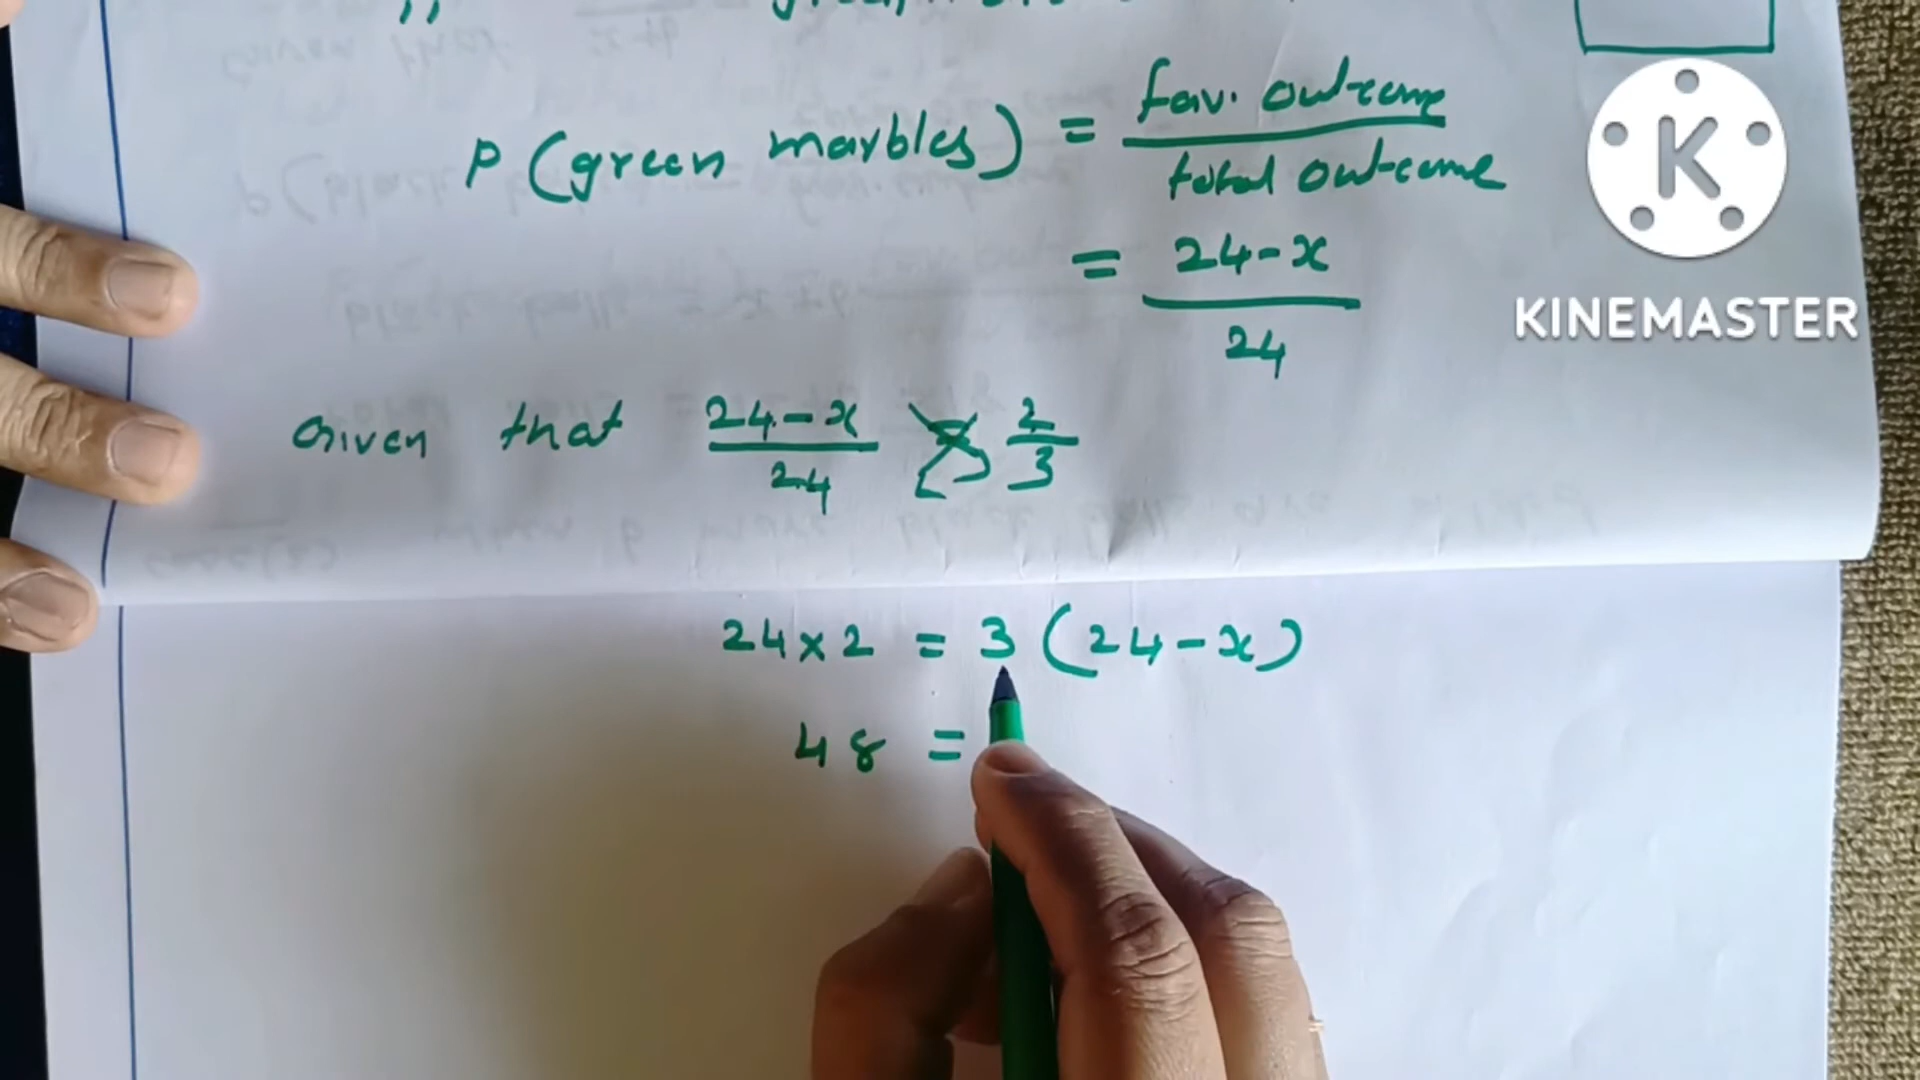 P (green marbles) = fav. outcome / total outcome
= 24-x / 24
Given that 24-x / 24 = 2 / 3
24 × 2 = 3 (24-x)
48 =
K
KINEMASTER